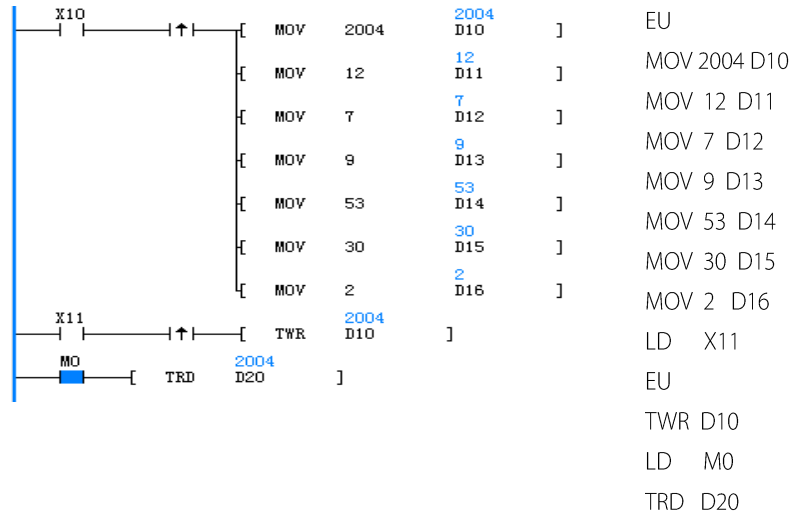 X10
2004
MOV 2004 D10 ]
12
MOV 12 D11 ]
7
MOV 7 D12 ]
9
MOV 9 D13 ]
53
MOV 53 D14 ]
30
MOV 30 D15 ]
2
MOV 2 D16 ]
X11
2004
TWR D10 ]
M0
2004
TRD D20 ]
EU
MOV 2004 D10
MOV 12 D11
MOV 7 D12
MOV 9 D13
MOV 53 D14
MOV 30 D15
MOV 2 D16
LD X11
EU
TWR D10
LD M0
TRD D20